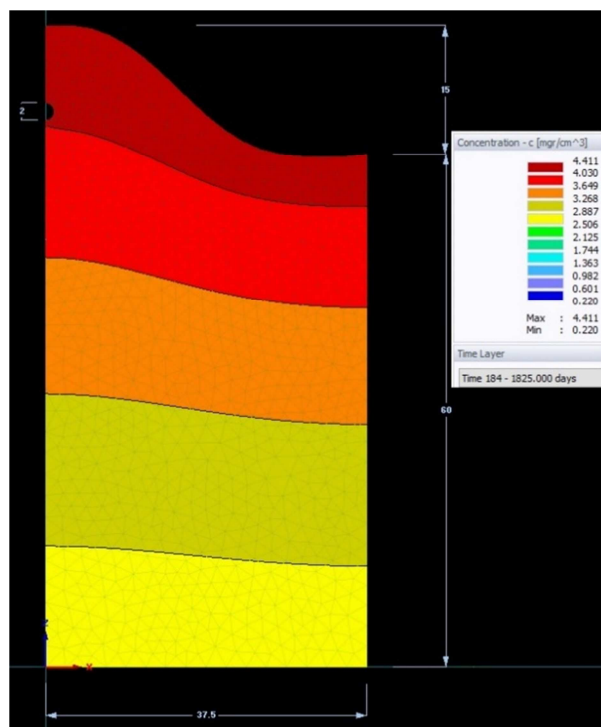 15
2
Concentration - c [mgr/cm^3]
4.411
4.030
3.649
3.268
2.887
2.506
2.125
1.744
1.363
0.982
0.601
0.220
Max : 4.411
Min : 0.220
Time Layer
Time 184 - 1825.000 days
60
z
x
37.5